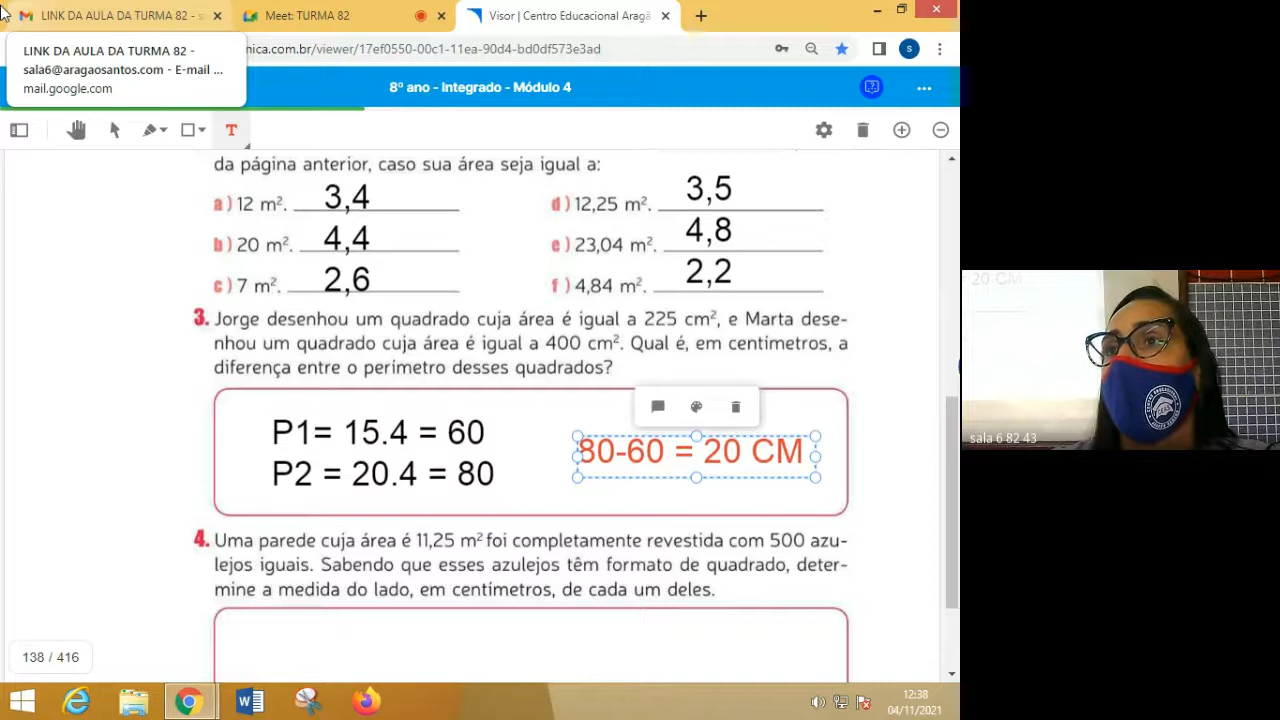 LINK DA AULA DA TURMA 82 - s
Meet: TURMA 82
Visor | Centro Educacional Aragã
LINK DA AULA DA TURMA 82 -
sala6@aragaosantos.com - E-mail ...
mail.google.com
nica.com.br/viewer/17ef0550-00c1-11ea-90d4-bd0df573e3ad
s
8º ano - Integrado - Módulo 4
T
da página anterior, caso sua área seja igual a:
a) 12 m². 3,4
d) 12,25 m². 3,5
b) 20 m². 4,4
e) 23,04 m². 4,8
c) 7 m². 2,6
f) 4,84 m². 2,2
3. Jorge desenhou um quadrado cuja área é igual a 225 cm², e Marta dese-
nhou um quadrado cuja área é igual a 400 cm². Qual é, em centímetros, a
diferença entre o perímetro desses quadrados?
P1= 15.4 = 60
P2 = 20.4 = 80
80-60 = 20 CM
4. Uma parede cuja área é 11,25 m² foi completamente revestida com 500 azu-
lejos iguais. Sabendo que esses azulejos têm formato de quadrado, deter-
mine a medida do lado, em centímetros, de cada um deles.
138 / 416
12:38
04/11/2021
20 CM
sala 6 82 43